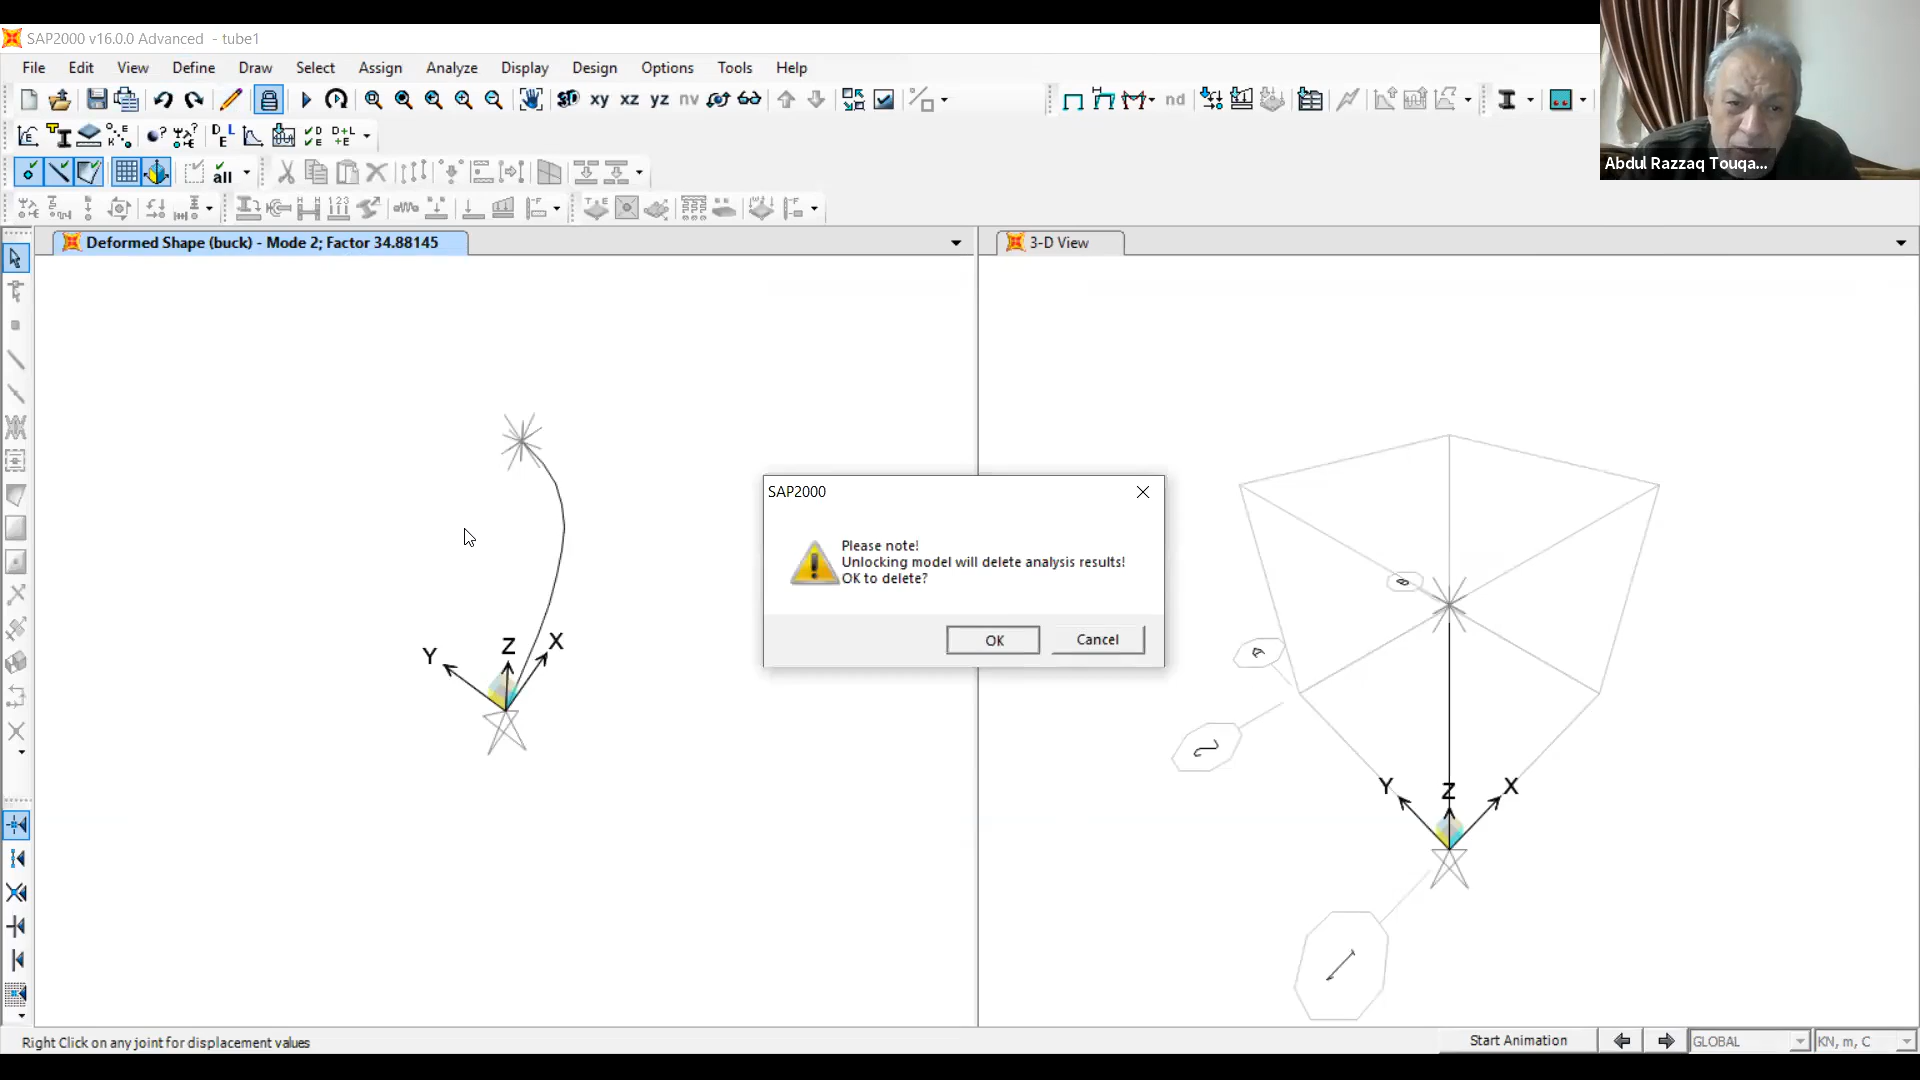 SAP2000 v16.0.0 Advanced - tube1
File Edit View Define Draw Select Assign Analyze Display Design Options Tools Help
xy xz yz nv nd
all
Abdul Razzaq Touqa...
Deformed Shape (buck) - Mode 2; Factor 34.88145
3-D View
SAP2000
Please note!
Unlocking model will delete analysis results!
OK to delete?
OK Cancel
Y Z X
B
A
2
Y Z X
1
Right Click on any joint for displacement values
Start Animation
GLOBAL
KN, m, C